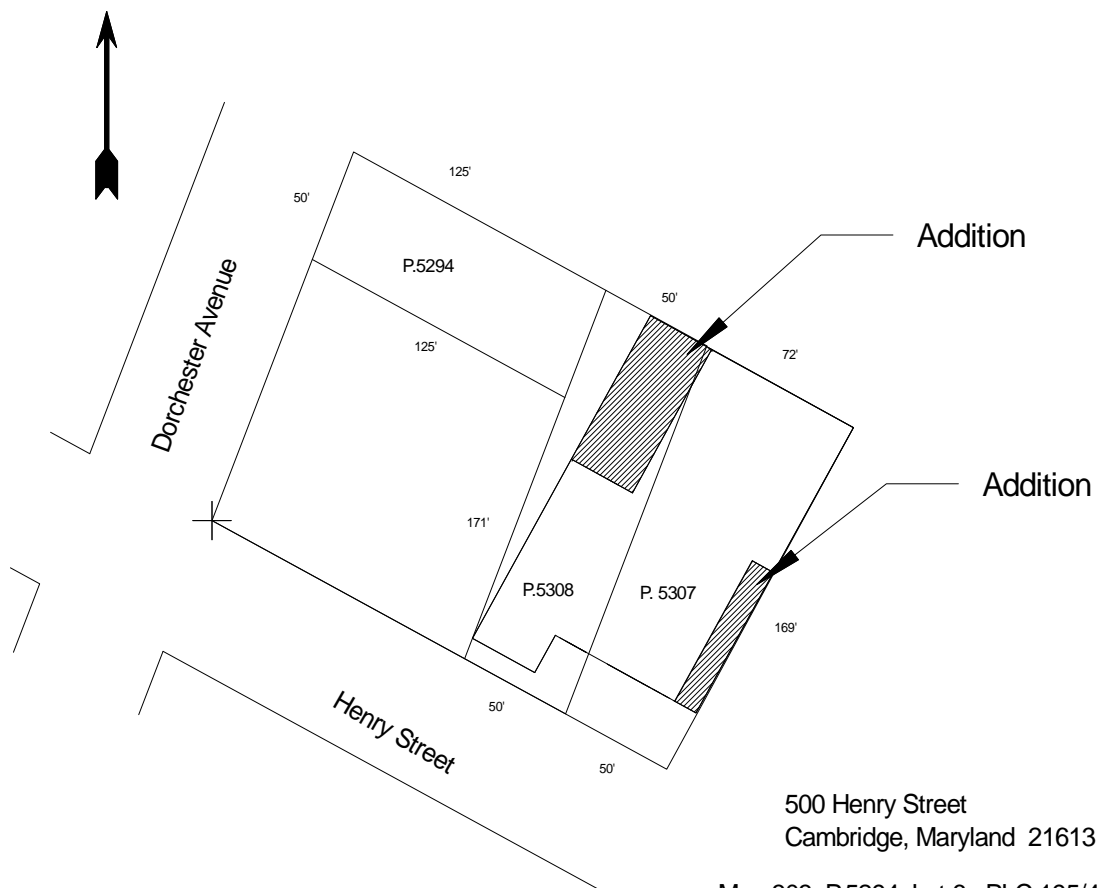 125'
50'
Addition
P.5294
50'
125'
72'
Dorchester Avenue
Addition
171'
P.5308
P. 5307
169'
Henry Street
50'
50'
500 Henry Street
Cambridge, Maryland 21613